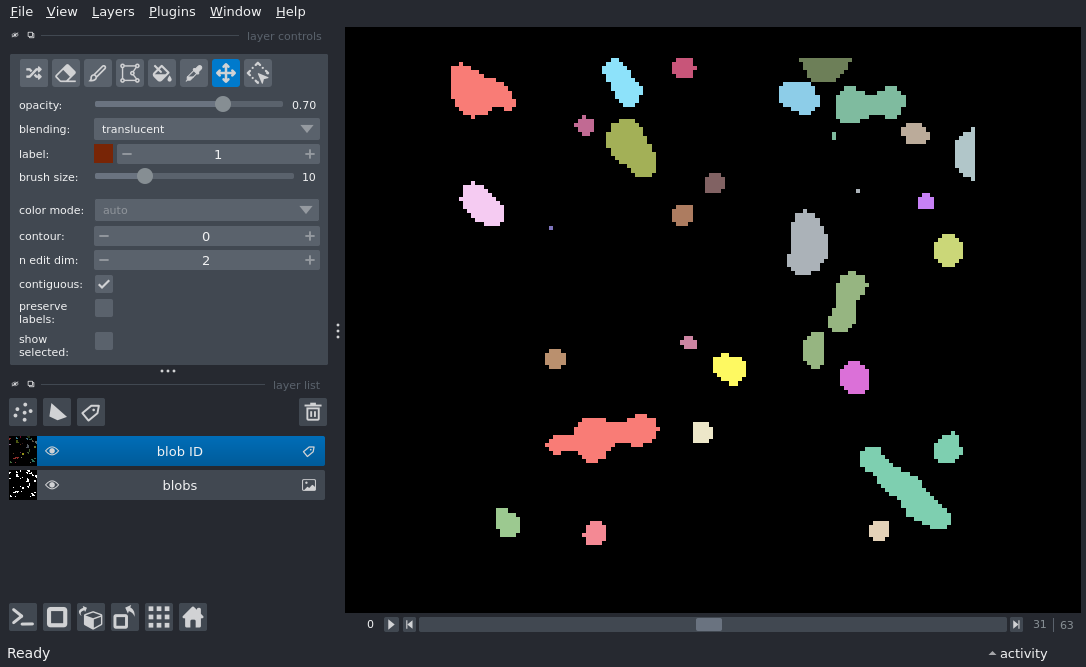 File View Layers Plugins Window Help
layer controls
opacity: 0.70
blending: translucent
label: 1
brush size: 10
color mode: auto
contour: 0
n edit dim: 2
contiguous:
preserve
labels:
show
selected:
layer list
blob ID
blobs
0 31 63
Ready activity